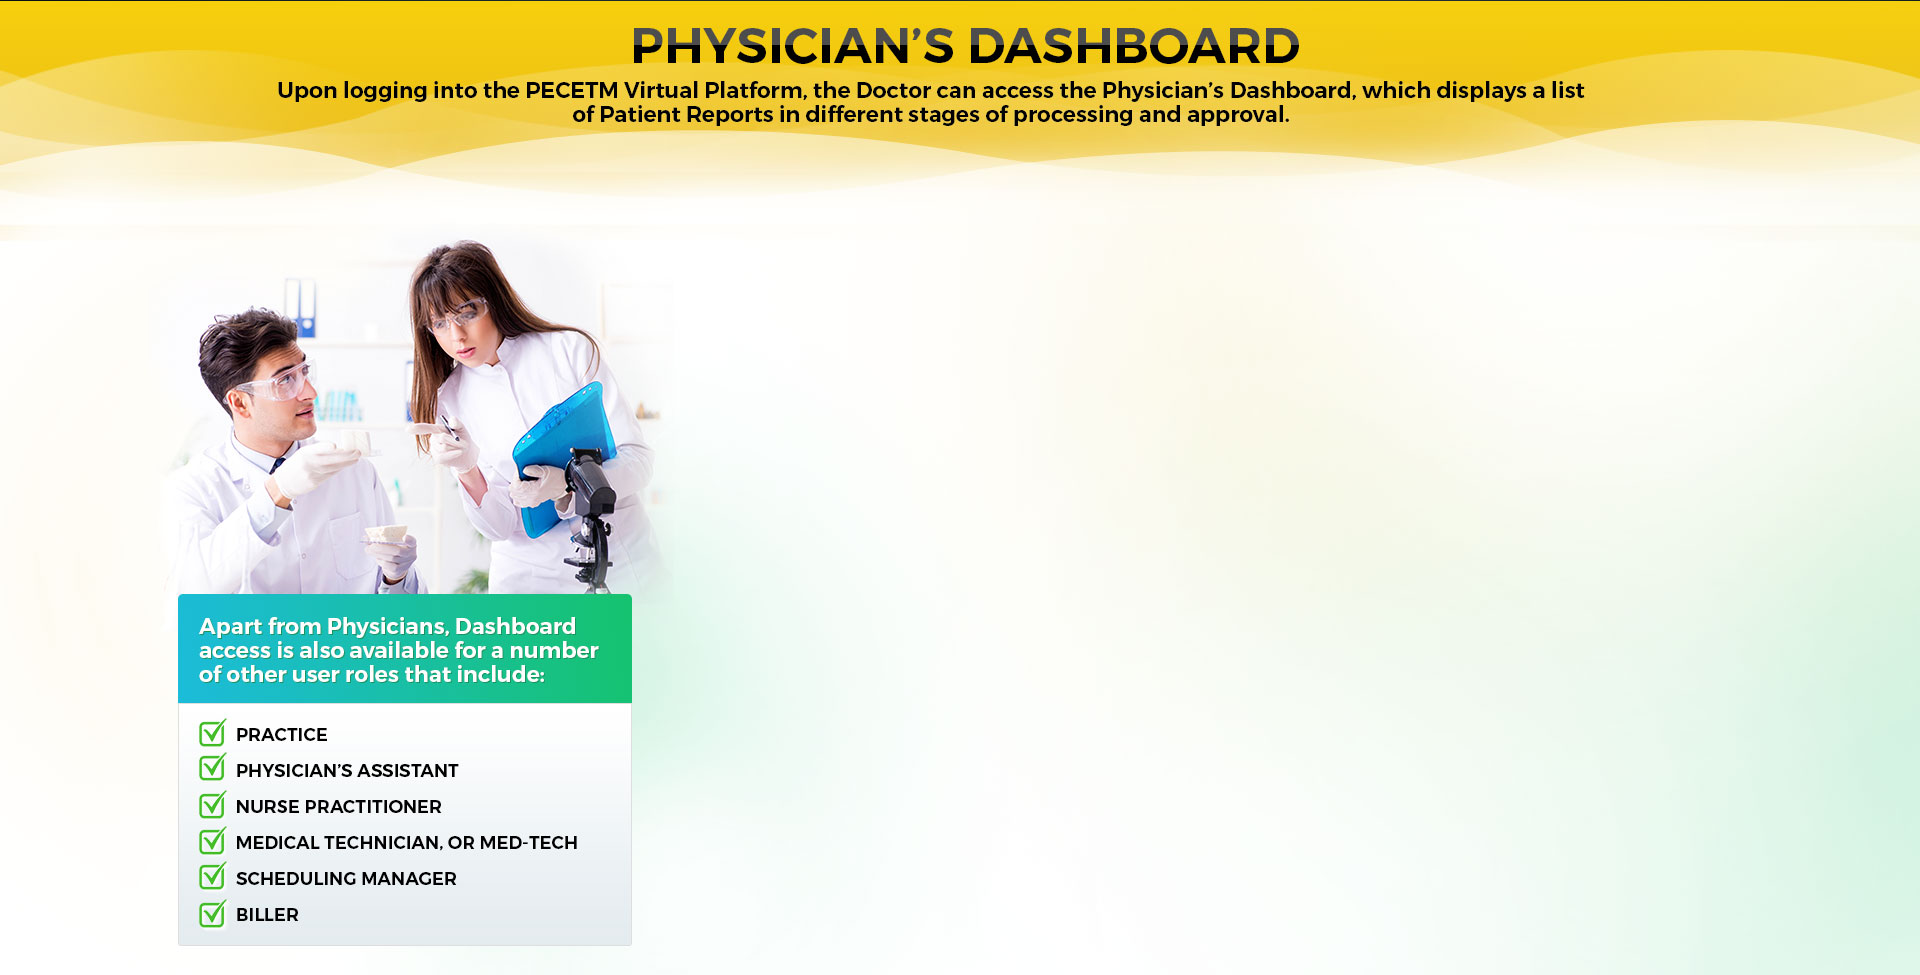 PHYSICIAN’S DASHBOARD
Upon logging into the PECETM Virtual Platform, the Doctor can access the Physician’s Dashboard, which displays a list
of Patient Reports in different stages of processing and approval.
Apart from Physicians, Dashboard
access is also available for a number
of other user roles that include:
PRACTICE
PHYSICIAN’S ASSISTANT
NURSE PRACTITIONER
MEDICAL TECHNICIAN, OR MED-TECH
SCHEDULING MANAGER
BILLER